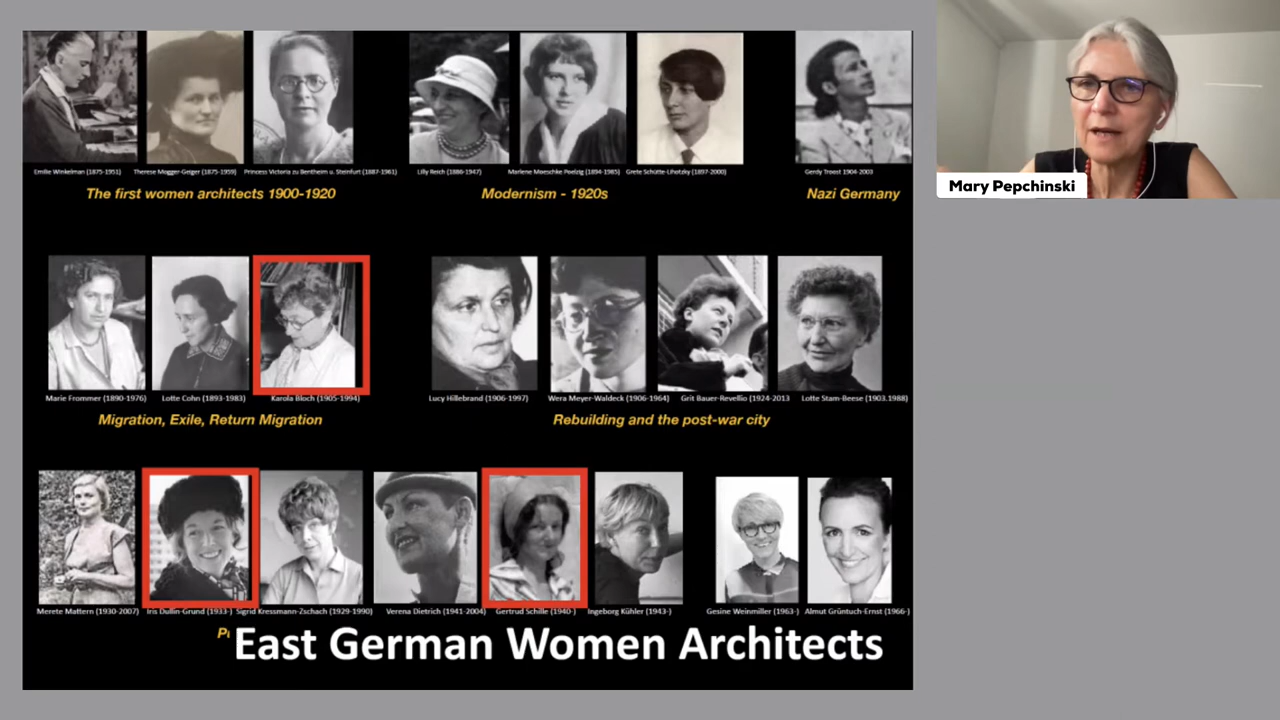 Emilie Winkelman (1875-1951) Therese Mogger-Geiger (1875-1959) Princess Victoria zu Bentheim u. Steinfurt (1887-1961) Lilly Reich (1886-1947) Marlene Moeschke Poelzig (1894-1985) Grete Schütte-Lihotzky (1897-2000) Gerdy Troost 1904-2003
The first women architects 1900-1920 Modernism - 1920s Nazi Germany
Mary Pepchinski
Marie Frommer (1890-1976) Lotte Cohn (1893-1983) Karola Bloch (1905-1994) Lucy Hillebrand (1906-1997) Wera Meyer-Waldeck (1906-1964) Grit Bauer-Revellio (1924-2013 Lotte Stam-Beese (1903.1988)
Migration, Exile, Return Migration Rebuilding and the post-war city
Merete Mattern (1930-2007) Iris Dullin-Grund (1933-) Sigrid Kressmann-Zschach (1929-1990) Verena Dietrich (1941-2004) Gertrud Schille (1940-) Ingeborg Kühler (1943-) Gesine Weinmiller (1963-) Almut Grüntuch-Ernst (1966-)
East German Women Architects